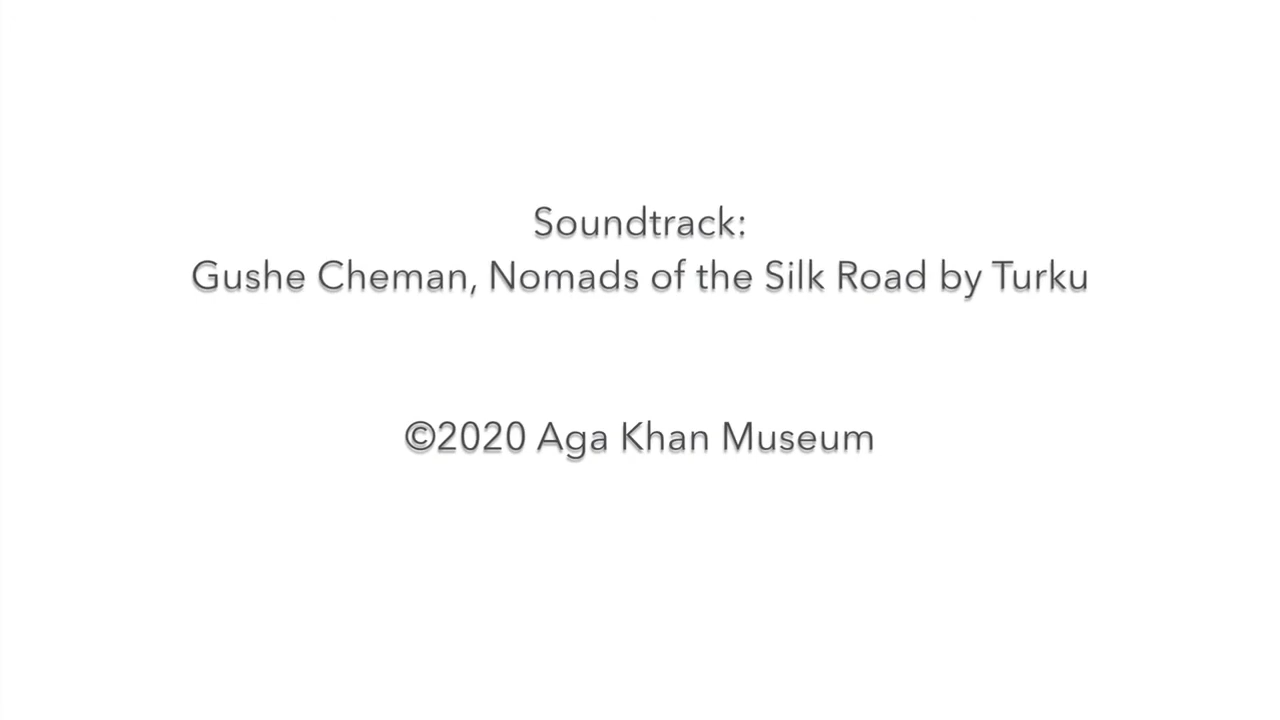 Soundtrack:
Gushe Cheman, Nomads of the Silk Road by Turku
©2020 Aga Khan Museum